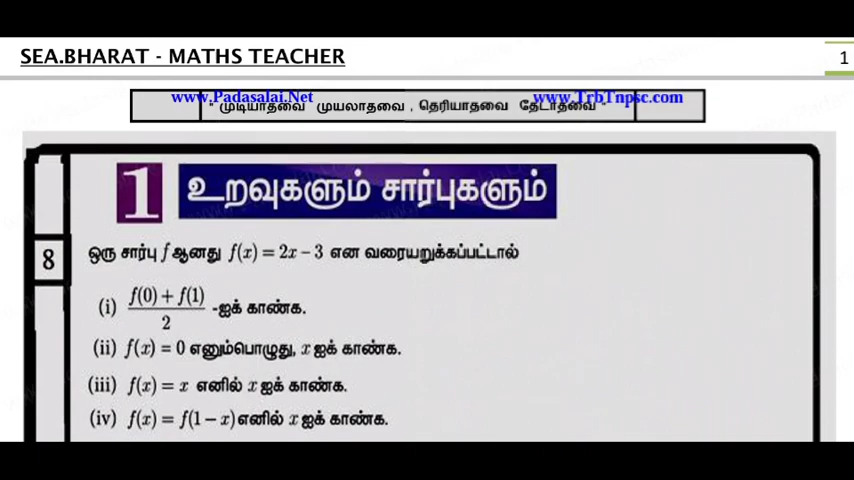 SEA.BHARAT - MATHS TEACHER
1
www.Padasalai.Net www.TrbTnpsc.com
" முடியாதவை முயலாதவை , தெரியாதவை தேடாதவை "
1 உறவுகளும் சார்புகளும்
8 ஒரு சார்பு f ஆனது f(x) = 2x − 3 என வரையறுக்கப்பட்டால்
(i) f(0) + f(1) / 2 -ஐக் காண்க.
(ii) f(x) = 0 எனும்பொழுது, x ஐக் காண்க.
(iii) f(x) = x எனில் x ஐக் காண்க.
(iv) f(x) = f(1 − x) எனில் x ஐக் காண்க.